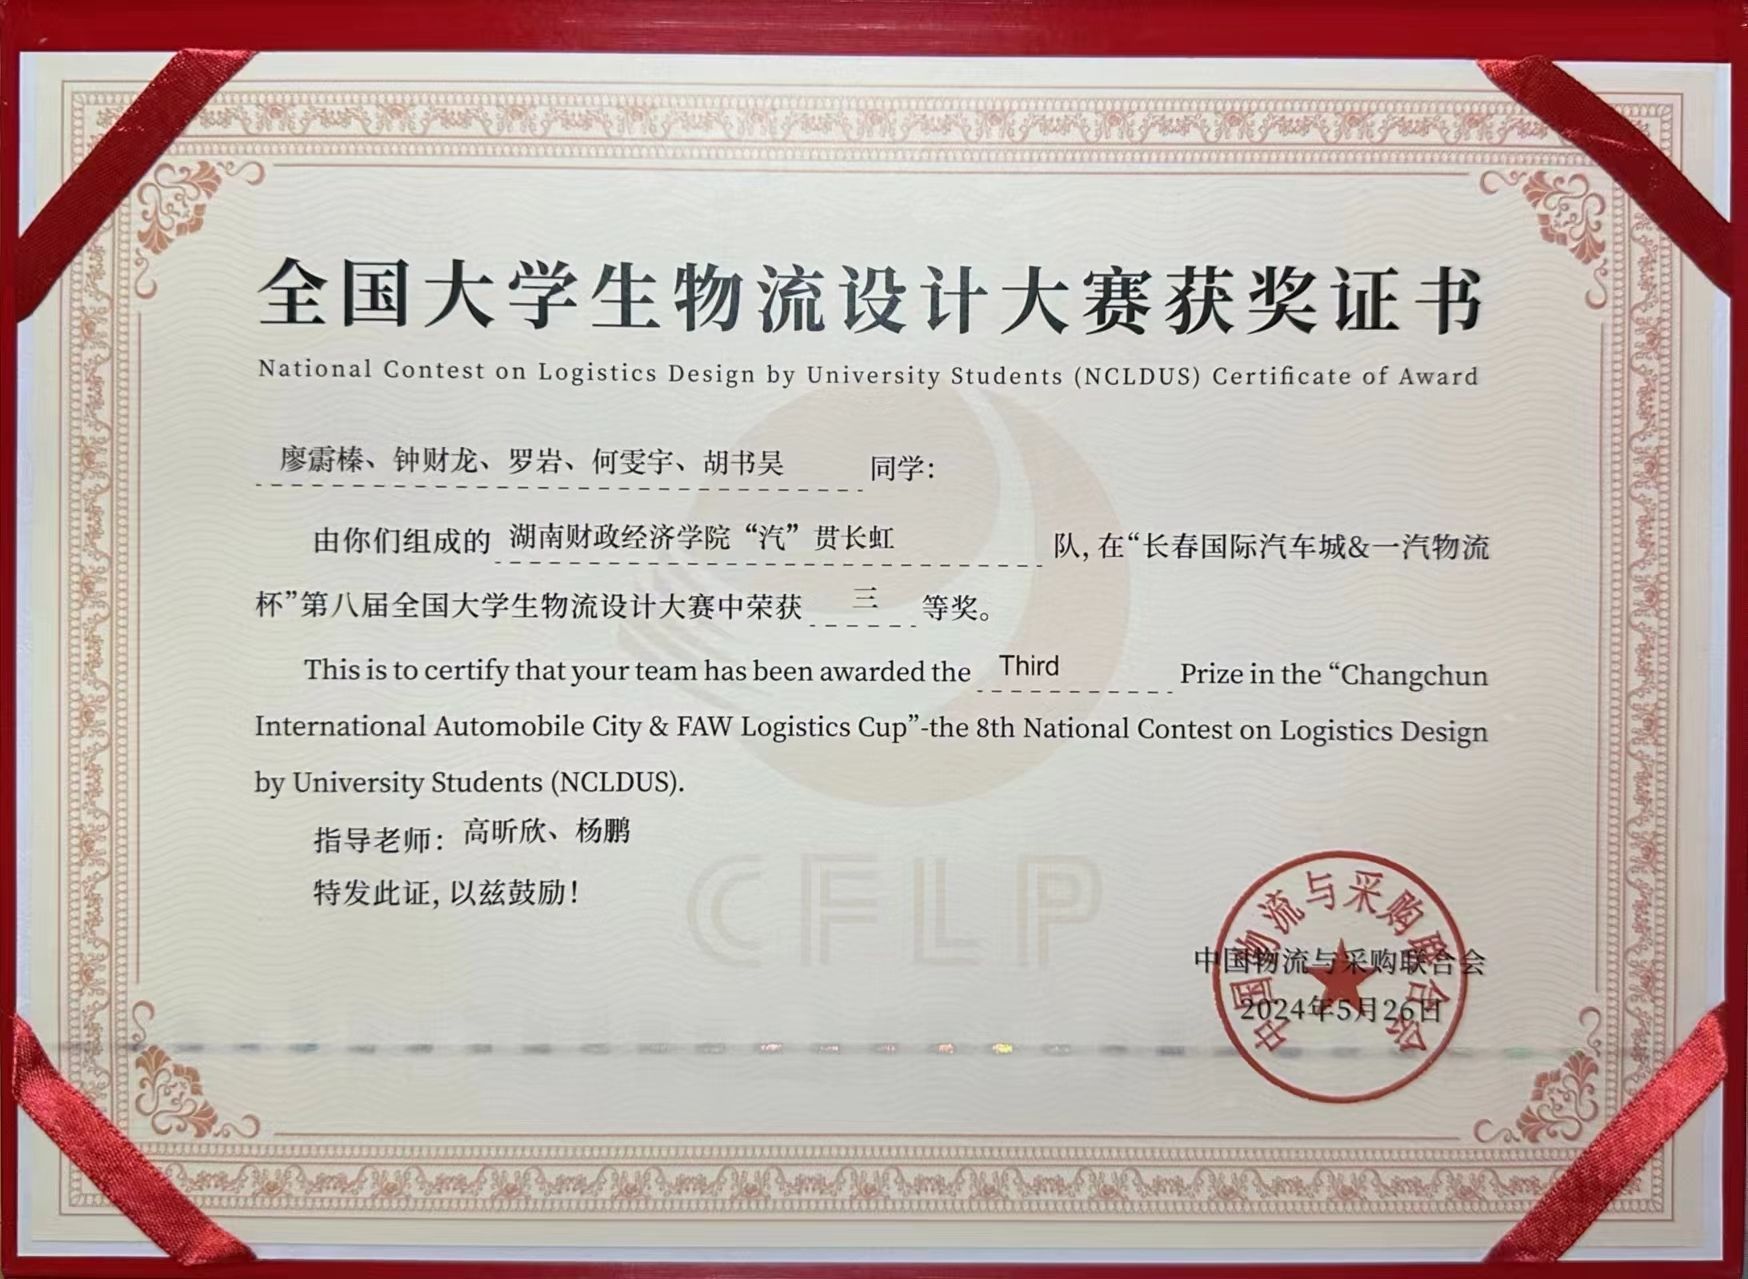 全国大学生物流设计大赛获奖证书
National Contest on Logistics Design by University Students (NCLDUS) Certificate of Award
廖霨榛、钟财龙、罗岩、何雯宇、胡书昊 同学：
由你们组成的 湖南财政经济学院“汽”贯长虹 队，在“长春国际汽车城&一汽物流
杯”第八届全国大学生物流设计大赛中荣获 三 等奖。
This is to certify that your team has been awarded the Third Prize in the “Changchun
International Automobile City & FAW Logistics Cup”-the 8th National Contest on Logistics Design
by University Students (NCLDUS).
指导老师：高昕欣、杨鹏
特发此证，以兹鼓励！
CFLP
中国物流与采购联合会
中国物流与采购联合会
2024年5月26日